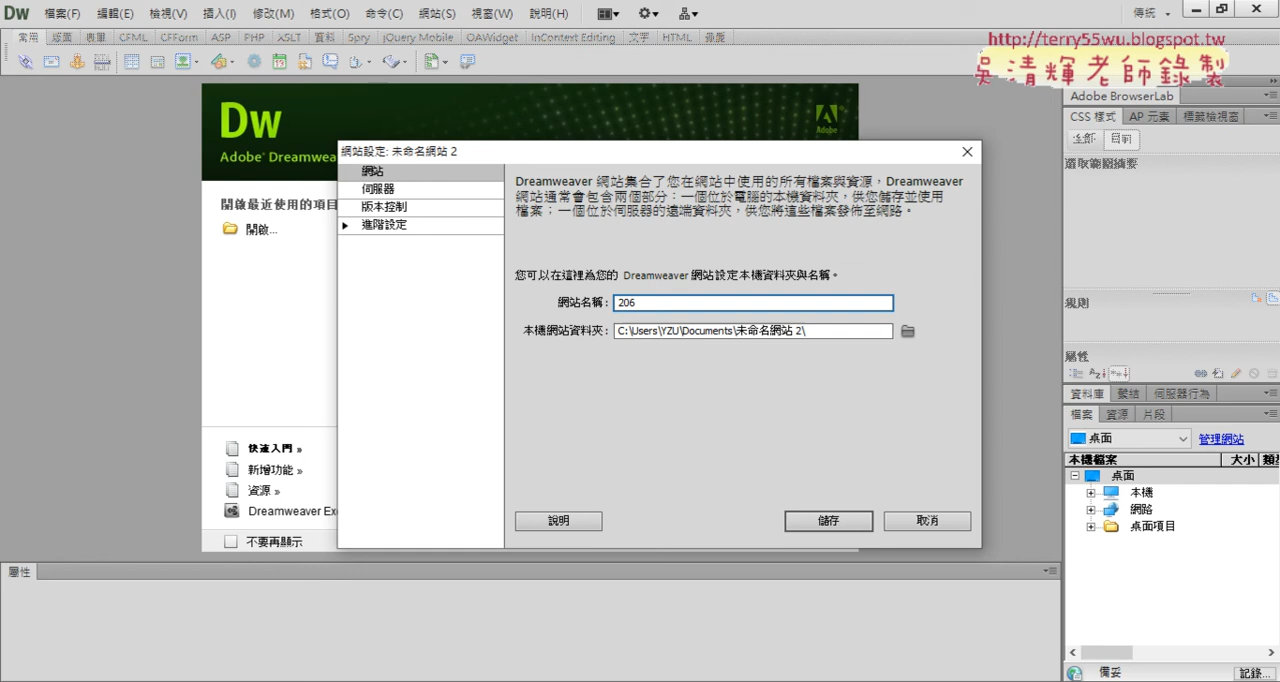 Dw 檔案(F) 編輯(E) 檢視(V) 插入(I) 修改(M) 格式(O) 命令(C) 網站(S) 視窗(W) 說明(H) 傳統
常用 版面 表單 CFML CFForm ASP PHP XSLT 資料 Spry jQuery Mobile OAWidget InContext Editing 文字 HTML 最愛
http://terry55wu.blogspot.tw
吳清輝老師錄製
Dw
Adobe
Adobe® Dreamwea
開啟最近使用的項目
開啟...
快速入門 »
新增功能 »
資源 »
Dreamweaver Ex
不要再顯示
屬性
網站設定: 未命名網站 2
網站
伺服器
版本控制
進階設定
Dreamweaver 網站集合了您在網站中使用的所有檔案與資源，Dreamweaver
網站通常會包含兩個部分：一個位於電腦的本機資料夾，供您儲存並使用
檔案；一個位於伺服器的遠端資料夾，供您將這些檔案發佈至網路。
您可以在這裡為您的 Dreamweaver 網站設定本機資料夾與名稱。
網站名稱: 206
本機網站資料夾: C:\Users\YZU\Documents\未命名網站 2\
說明 儲存 取消
Adobe BrowserLab
CSS 樣式 AP 元素 標籤檢視窗
全部 目前
選取範圍摘要
規則
屬性
資料庫 繫結 伺服器行為
檔案 資源 片段
桌面 管理網站
本機檔案 大小 類型
桌面
本機
網路
桌面項目
備妥 記錄...